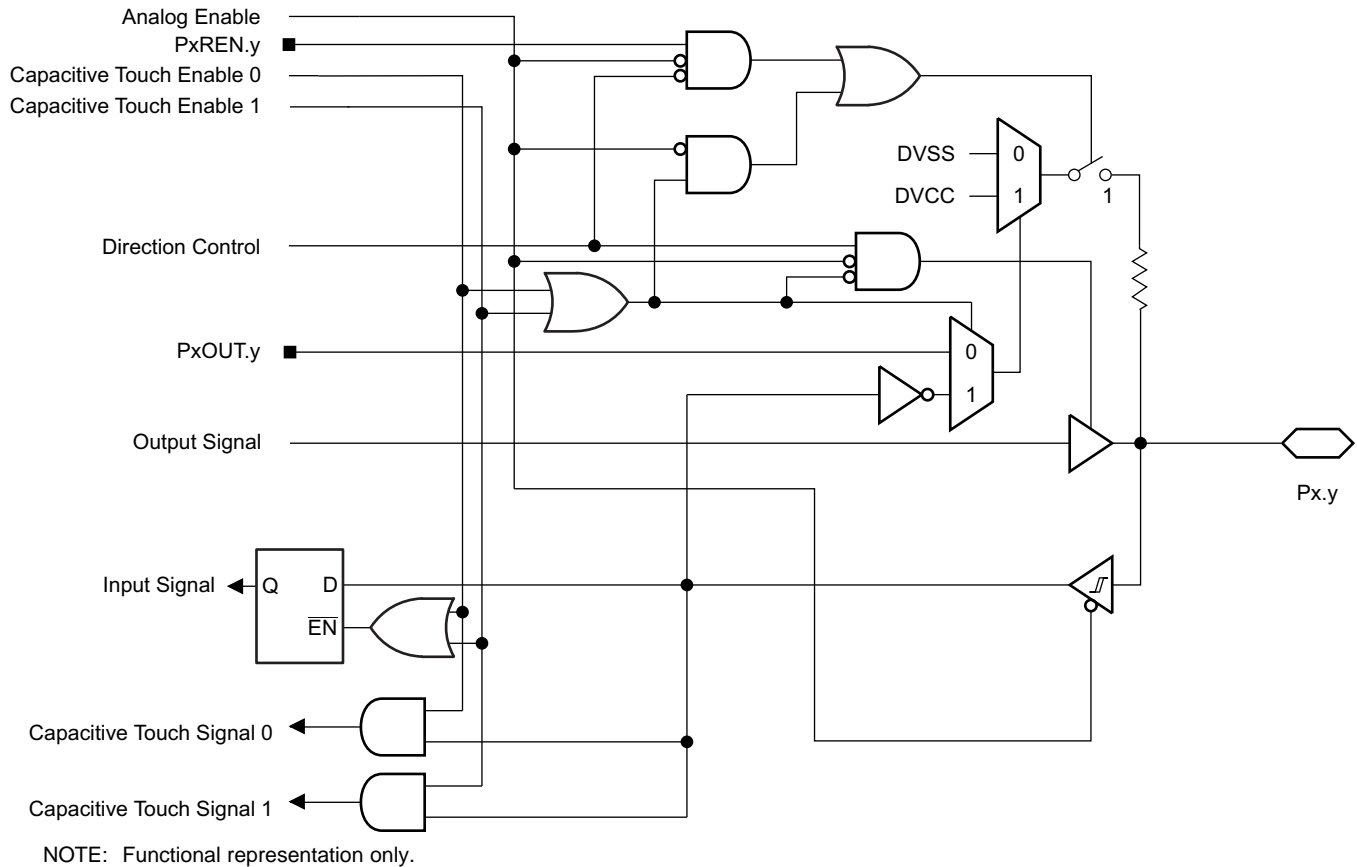 Analog Enable
PxREN.y
Capacitive Touch Enable 0
Capacitive Touch Enable 1
DVSS
0
DVCC
1
1
Direction Control
PxOUT.y
0
1
Output Signal
Px.y
Input Signal
Q
D
EN
Capacitive Touch Signal 0
Capacitive Touch Signal 1
NOTE: Functional representation only.